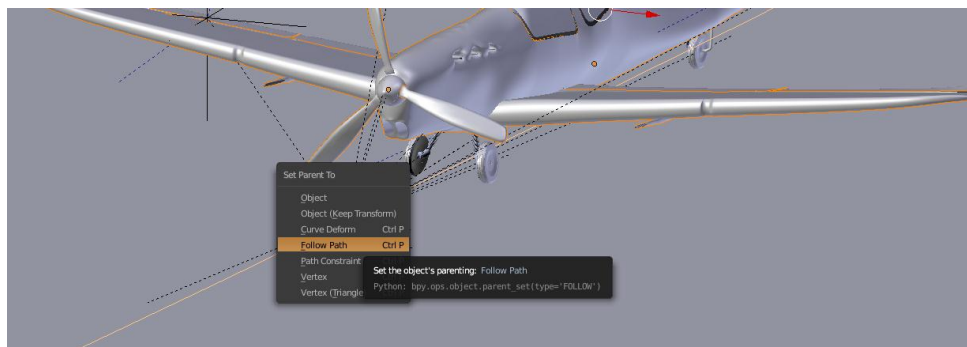 Set Parent To
Object
Object (Keep Transform)
Curve Deform Ctrl P
Follow Path Ctrl P
Path Constraint
Vertex
Vertex (Triangle
Set the object's parenting: Follow Path
Python: bpy.ops.object.parent_set(type='FOLLOW')